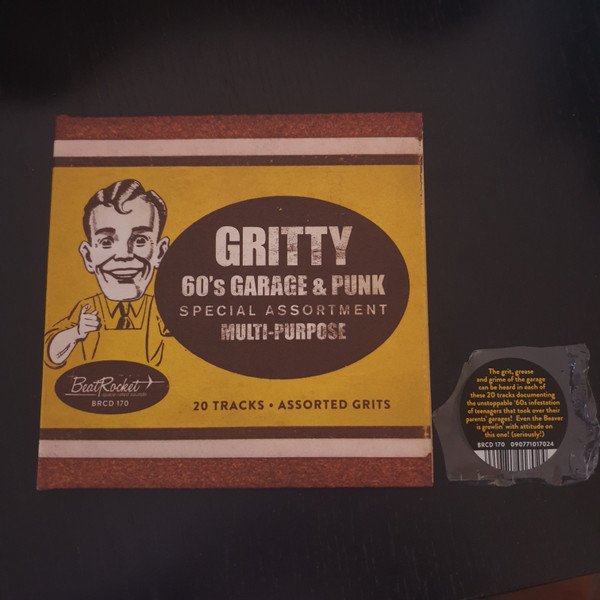 GRITTY
60's GARAGE & PUNK
SPECIAL ASSORTMENT
MULTI-PURPOSE
BeatRocket
BRCD 170
20 TRACKS • ASSORTED GRITS
The grit, grease
and grime of the garage
can be heard in each of
these 20 tracks documenting
the unstoppable '60s infestation
of teenagers that took over their
parents' garages! Even the Beever
is growlin' with attitude on
this one! (seriously!)
BRCD 170 090771017024